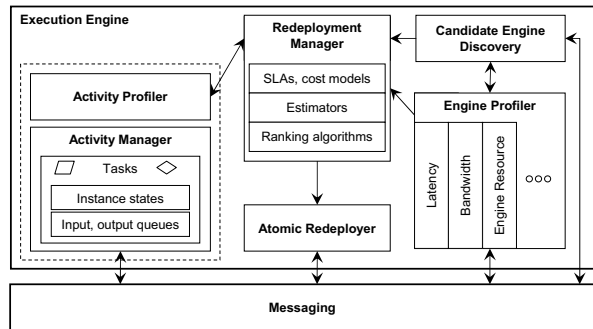 Execution Engine
Redeployment
Manager
SLAs, cost models
Estimators
Ranking algorithms
Candidate Engine
Discovery
Activity Profiler
Activity Manager
Tasks
Instance states
Input, output queues
Engine Profiler
Latency
Bandwidth
Engine Resource
Atomic Redeployer
Messaging